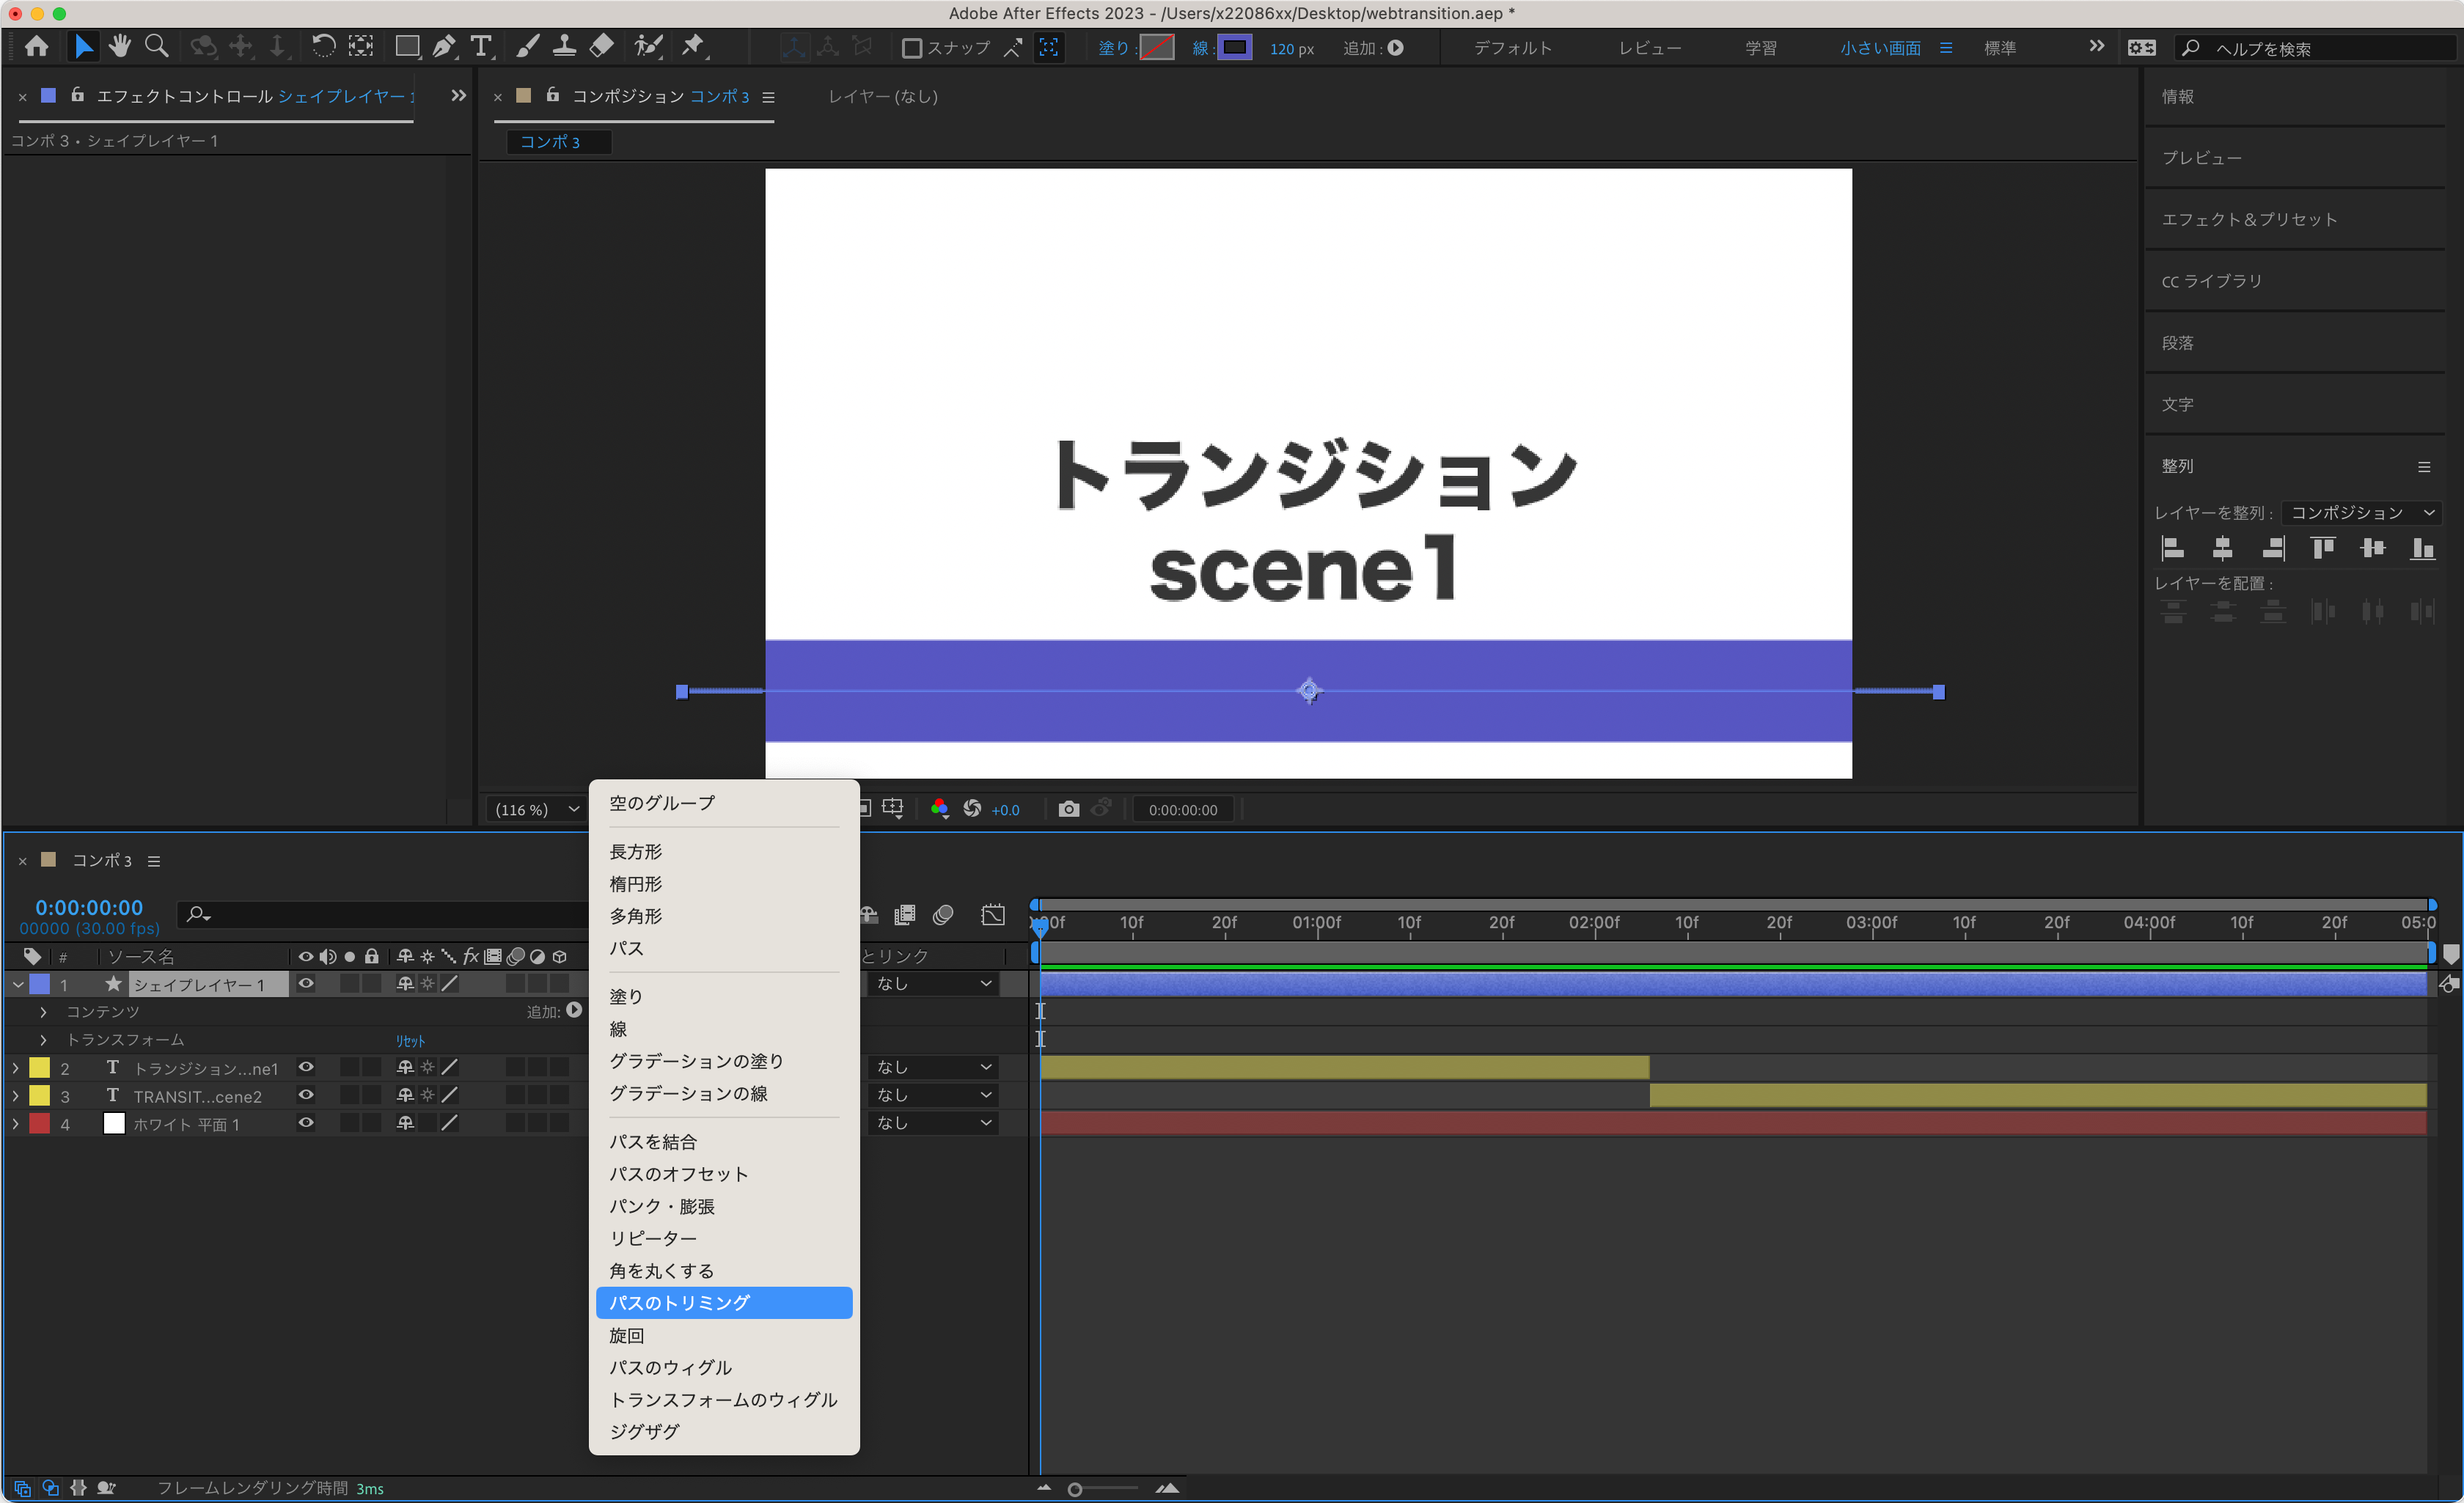 Adobe After Effects 2023 – /Users/x22086xx/Desktop/webtransition.aep *
スナップ
塗り :
線 :
120 px
追加 :
デフォルト
レビュー
学習
小さい画面
標準
ヘルプを検索
エフェクトコントロール シェイプレイヤー 1
コンポジション コンポ 3
レイヤー (なし)
コンポ 3・シェイプレイヤー 1
コンポ 3
トランジション
scene1
情報
プレビュー
エフェクト＆プリセット
CC ライブラリ
段落
文字
整列
レイヤーを整列 :
コンポジション
レイヤーを配置 :
(116 %)
+0.0
0:00:00:00
空のグループ
長方形
楕円形
多角形
パス
塗り
線
グラデーションの塗り
グラデーションの線
パスを結合
パスのオフセット
パンク・膨張
リピーター
角を丸くする
パスのトリミング
旋回
パスのウィグル
トランスフォームのウィグル
ジグザグ
コンポ 3
0:00:00:00
00000 (30.00 fps)
00f 10f 20f 01:00f 10f 20f 02:00f 10f 20f 03:00f 10f 20f 04:00f 10f 20f 05:0
# ソース名
fx
とリンク
1 シェイプレイヤー 1 なし
コンテンツ 追加:
トランスフォーム リセット
2 T トランジション...ne1 なし
3 T TRANSIT...cene2 なし
4 ホワイト 平面 1 なし
フレームレンダリング時間 3ms